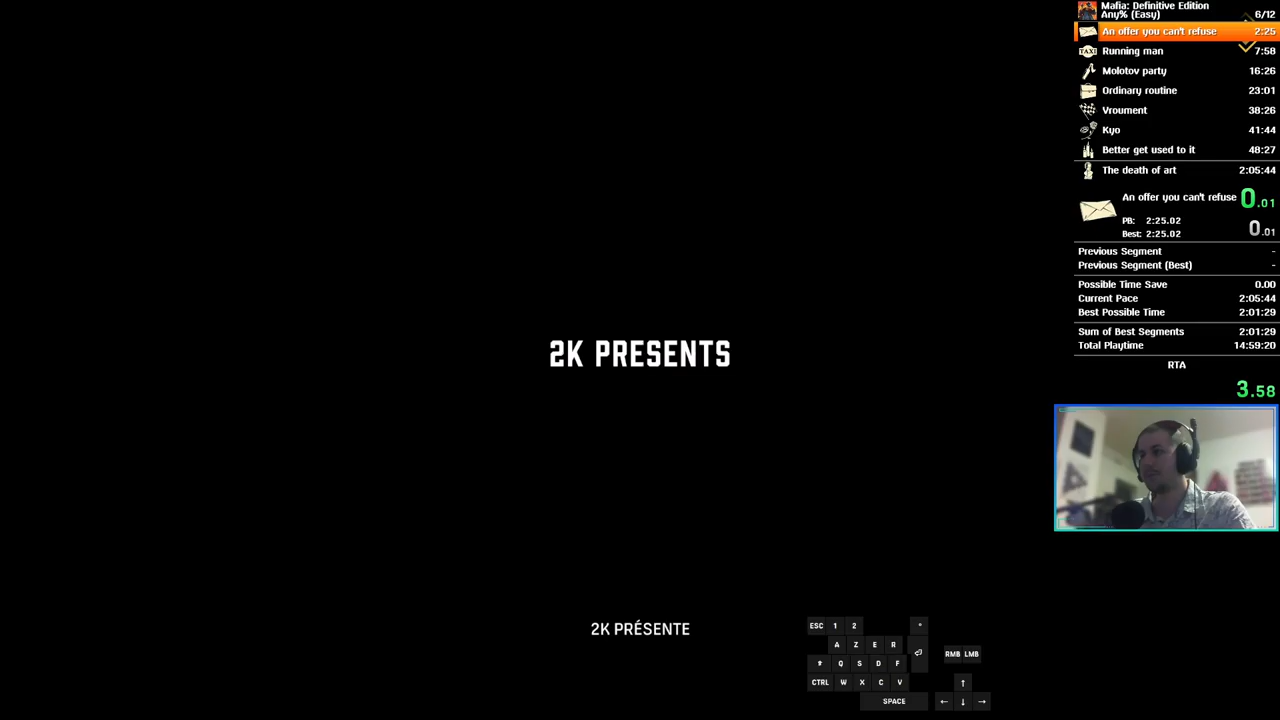 Mafia: Definitive Edition
Any% (Easy) 6/12
An offer you can't refuse 2:25
Running man 7:58
Molotov party 16:26
Ordinary routine 23:01
Vroument 38:26
Kyo 41:44
Better get used to it 48:27
The death of art 2:05:44
An offer you can't refuse 0.01
PB: 2:25.02
Best: 2:25.02 0.01
Previous Segment -
Previous Segment (Best) -
Possible Time Save 0.00
Current Pace 2:05:44
Best Possible Time 2:01:29
Sum of Best Segments 2:01:29
Total Playtime 14:59:20
RTA
3.58
2K PRESENTS
2K PRÉSENTE
ESC 1 2 °
A Z E R
Q S D F
CTRL W X C V
SPACE
RMB LMB
↑
← ↓ →
TAXI